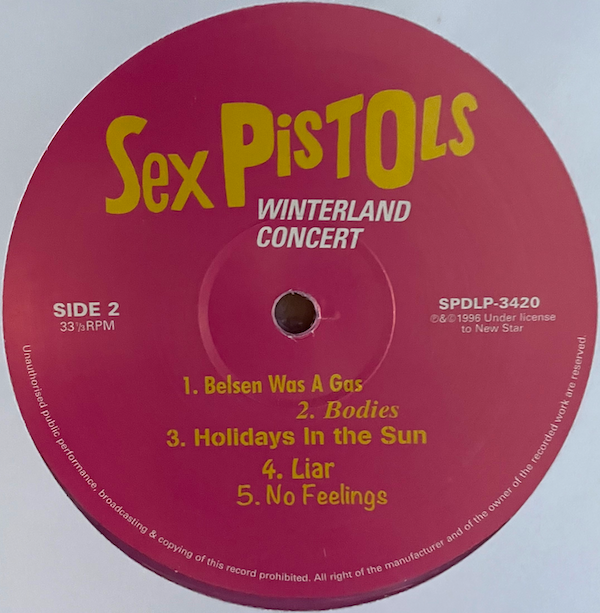 Sex PiSTOLS
WINTERLAND
CONCERT
SIDE 2
33⅓RPM
SPDLP-3420
℗&©1996 Under license
to New Star
1. Belsen Was A Gas
2. Bodies
3. Holidays In the Sun
4. Liar
5. No Feelings
Unauthorised public performance, broadcasting & copying of this record prohibited. All right of the manufacturer and of the owner of the recorded work are reserved.